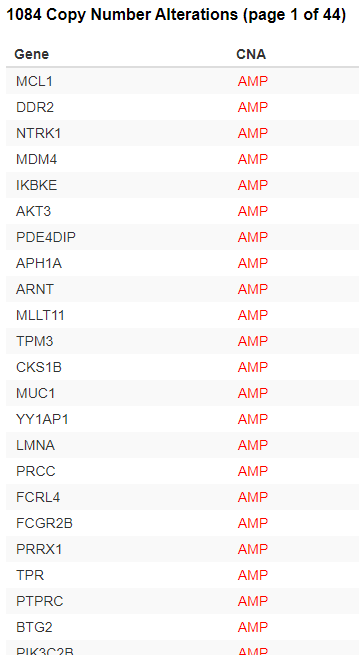 1084 Copy Number Alterations (page 1 of 44)
Gene CNA
MCL1 AMP
DDR2 AMP
NTRK1 AMP
MDM4 AMP
IKBKE AMP
AKT3 AMP
PDE4DIP AMP
APH1A AMP
ARNT AMP
MLLT11 AMP
TPM3 AMP
CKS1B AMP
MUC1 AMP
YY1AP1 AMP
LMNA AMP
PRCC AMP
FCRL4 AMP
FCGR2B AMP
PRRX1 AMP
TPR AMP
PTPRC AMP
BTG2 AMP
PIK3C2B AMP